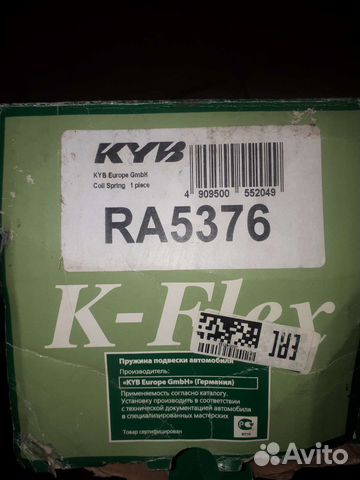 KYB
KYB Europe GmbH
Coil Spring 1 piece
4 909500 552049
RA5376
K-Flex
Пружина подвески автомобиля
Производитель:
«KYB Europe GmbH» (Германия)
Применяемость согласно каталогу.
Установку производить в соответствии
с технической документацией автомобиля
в специализированных мастерских
Товар сертифицирован
Avito